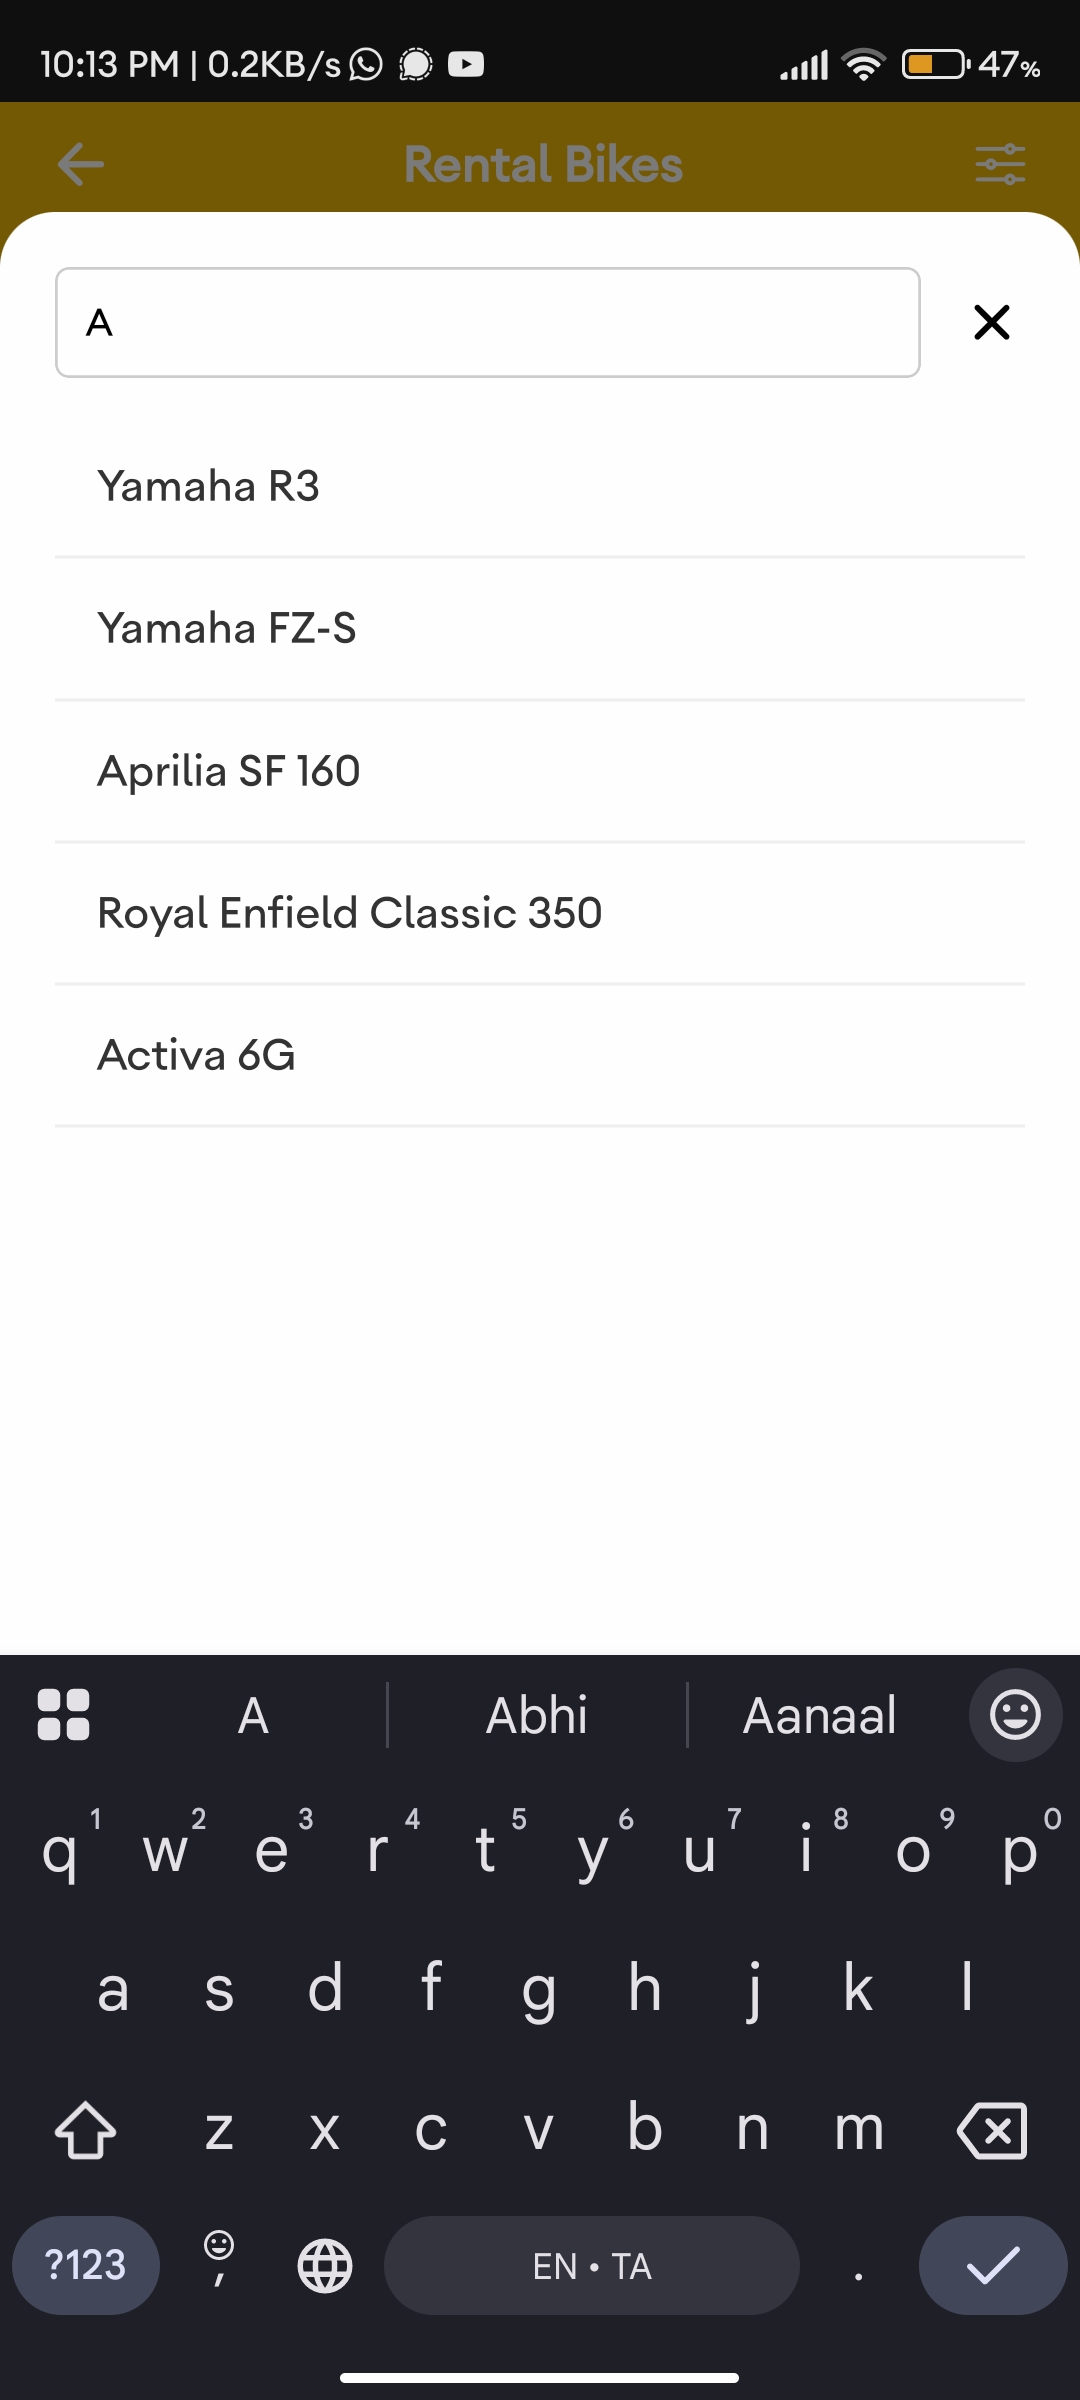 10:13 PM | 0.2KB/s 47%
Rental Bikes
A
Yamaha R3
Yamaha FZ-S
Aprilia SF 160
Royal Enfield Classic 350
Activa 6G
A Abhi Aanaal
q 1 w 2 e 3 r 4 t 5 y 6 u 7 i 8 o 9 p 0
a s d f g h j k l
z x c v b n m
?123 , EN • TA .